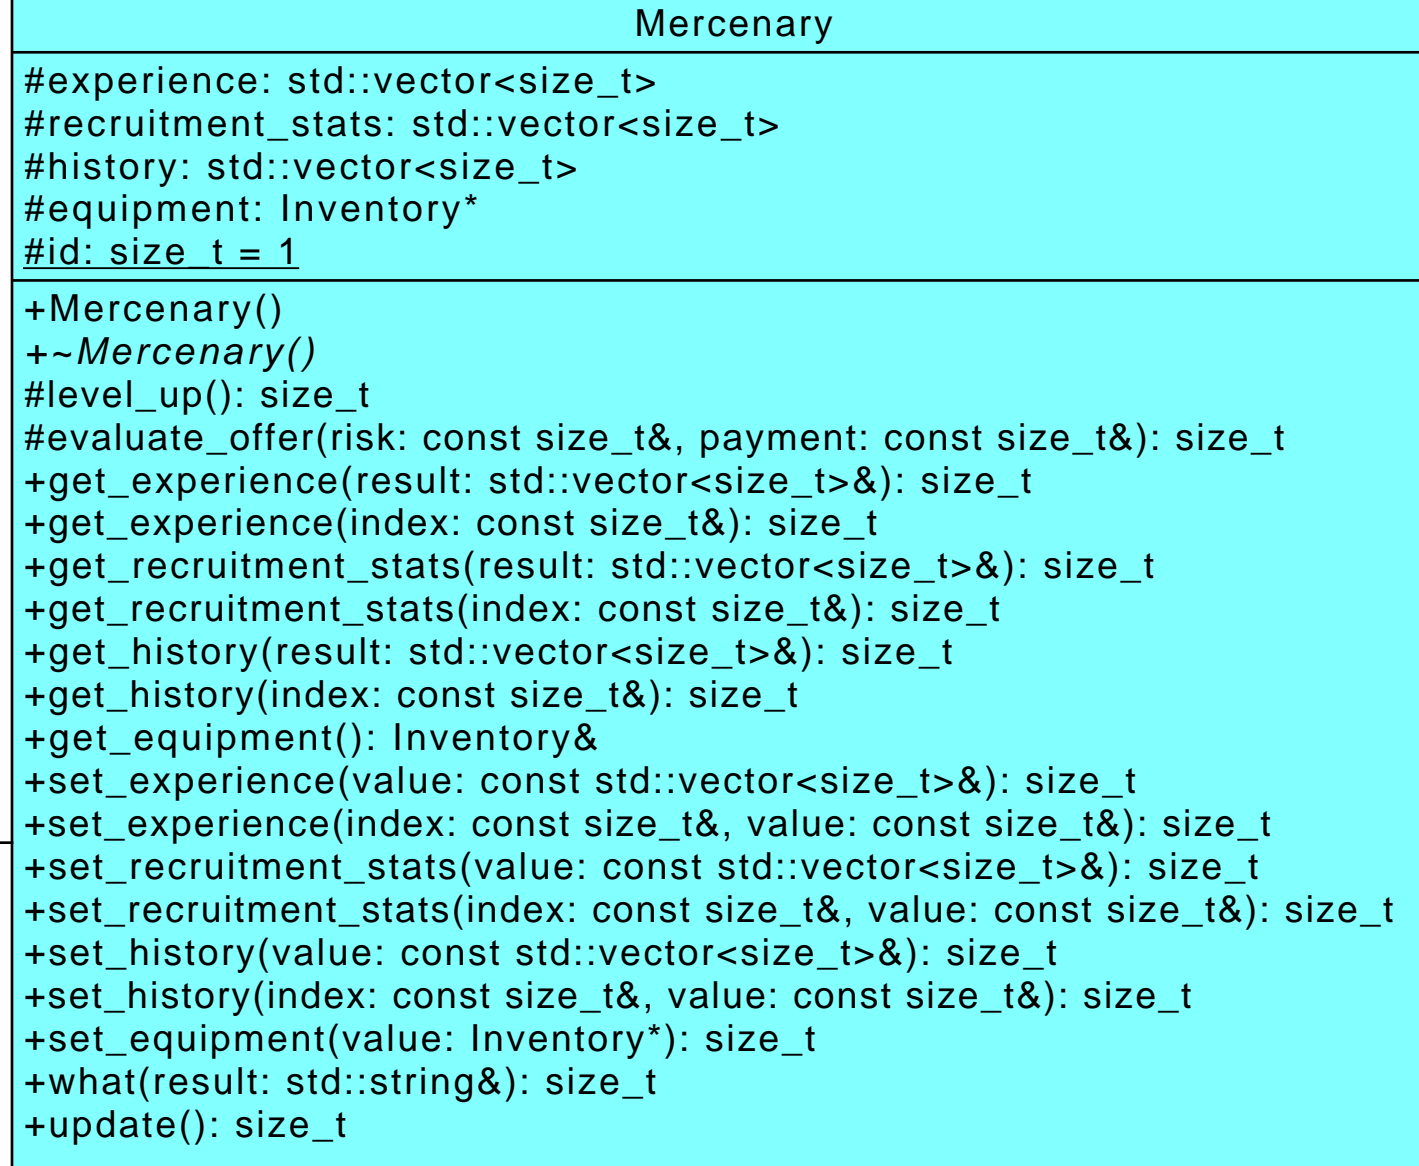 Mercenary
#experience: std::vector<size_t>
#recruitment_stats: std::vector<size_t>
#history: std::vector<size_t>
#equipment: Inventory*
#id: size_t = 1
+Mercenary()
+~Mercenary()
#level_up(): size_t
#evaluate_offer(risk: const size_t&, payment: const size_t&): size_t
+get_experience(result: std::vector<size_t>&): size_t
+get_experience(index: const size_t&): size_t
+get_recruitment_stats(result: std::vector<size_t>&): size_t
+get_recruitment_stats(index: const size_t&): size_t
+get_history(result: std::vector<size_t>&): size_t
+get_history(index: const size_t&): size_t
+get_equipment(): Inventory&
+set_experience(value: const std::vector<size_t>&): size_t
+set_experience(index: const size_t&, value: const size_t&): size_t
+set_recruitment_stats(value: const std::vector<size_t>&): size_t
+set_recruitment_stats(index: const size_t&, value: const size_t&): size_t
+set_history(value: const std::vector<size_t>&): size_t
+set_history(index: const size_t&, value: const size_t&): size_t
+set_equipment(value: Inventory*): size_t
+what(result: std::string&): size_t
+update(): size_t